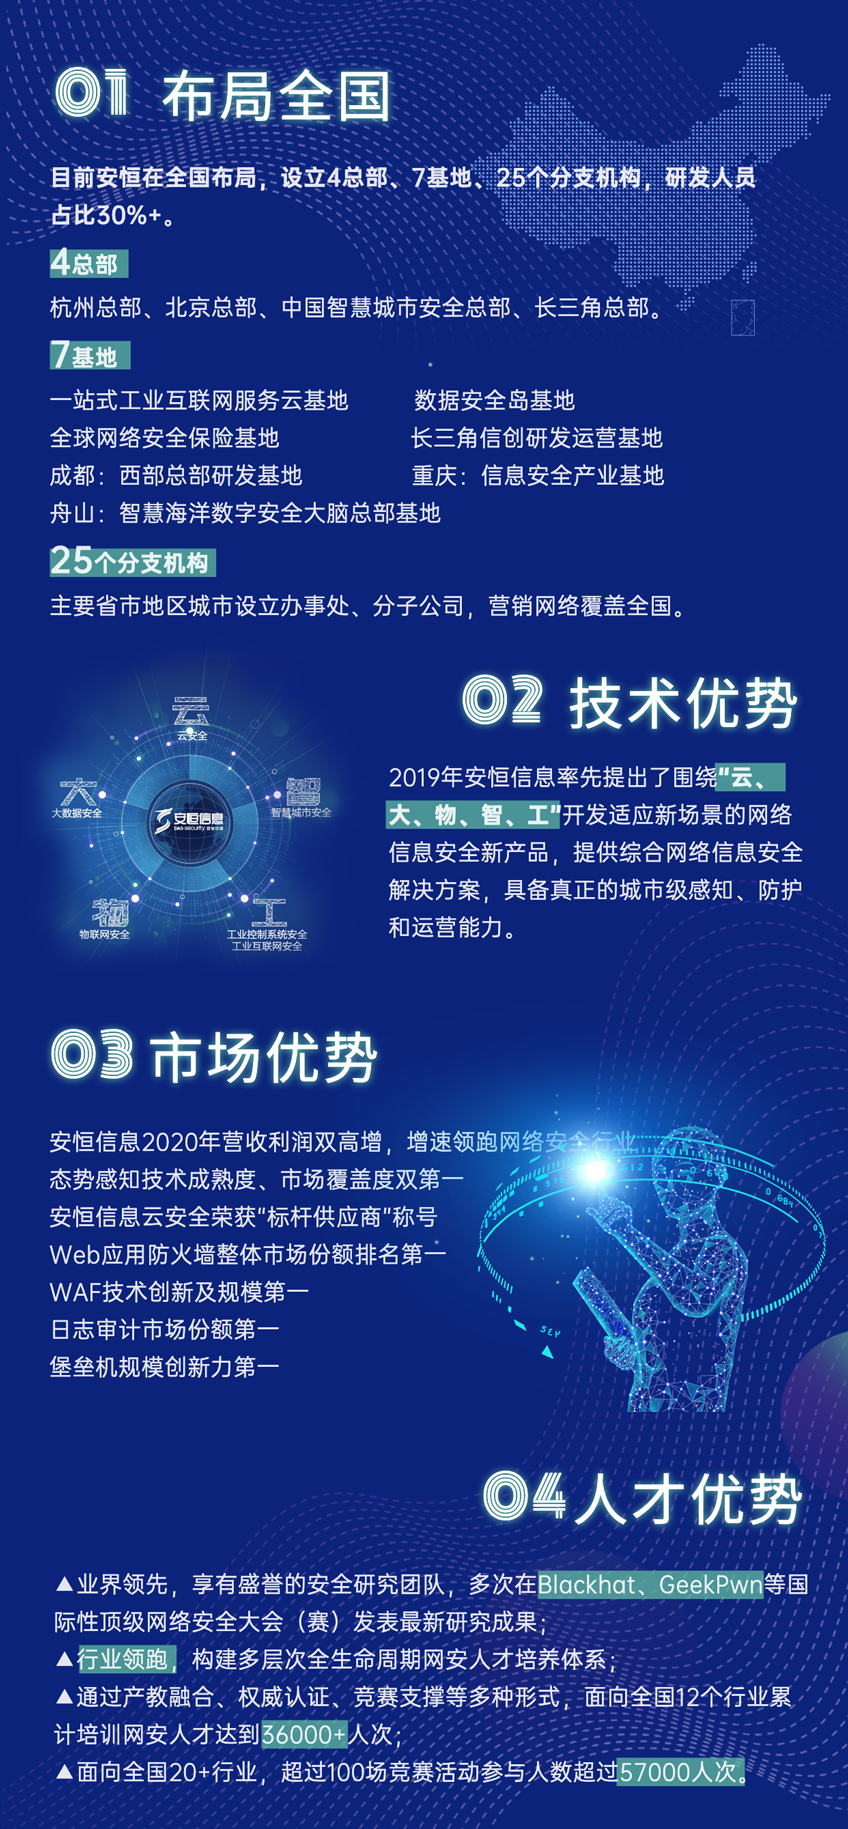 01 布局全国
目前安恒在全国布局，设立4总部、7基地、25个分支机构，研发人员
占比30%+。
4总部
杭州总部、北京总部、中国智慧城市安全总部、长三角总部。
7基地
一站式工业互联网服务云基地 数据安全岛基地
全球网络安全保险基地 长三角信创研发运营基地
成都：西部总部研发基地 重庆：信息安全产业基地
舟山：智慧海洋数字安全大脑总部基地
25个分支机构
主要省市地区城市设立办事处、分子公司，营销网络覆盖全国。
02 技术优势
云
云安全
大
大数据安全
智
智慧城市安全
安恒信息
DAS-security
物
物联网安全
工
工业控制系统安全
工业互联网安全
2019年安恒信息率先提出了围绕“云、
大、物、智、工”开发适应新场景的网络
信息安全新产品，提供综合网络信息安全
解决方案，具备真正的城市级感知、防护
和运营能力。
03 市场优势
安恒信息2020年营收利润双高增，增速领跑网络安全行业
态势感知技术成熟度、市场覆盖度双第一
安恒信息云安全荣获“标杆供应商”称号
Web应用防火墙整体市场份额排名第一
WAF技术创新及规模第一
日志审计市场份额第一
堡垒机规模创新力第一
04 人才优势
▲业界领先，享有盛誉的安全研究团队，多次在Blackhat、GeekPwn等国
际性顶级网络安全大会（赛）发表最新研究成果；
▲行业领跑，构建多层次全生命周期网安人才培养体系；
▲通过产教融合、权威认证、竞赛支撑等多种形式，面向全国12个行业累
计培训网安人才达到36000+人次；
▲面向全国20+行业，超过100场竞赛活动参与人数超过57000人次。